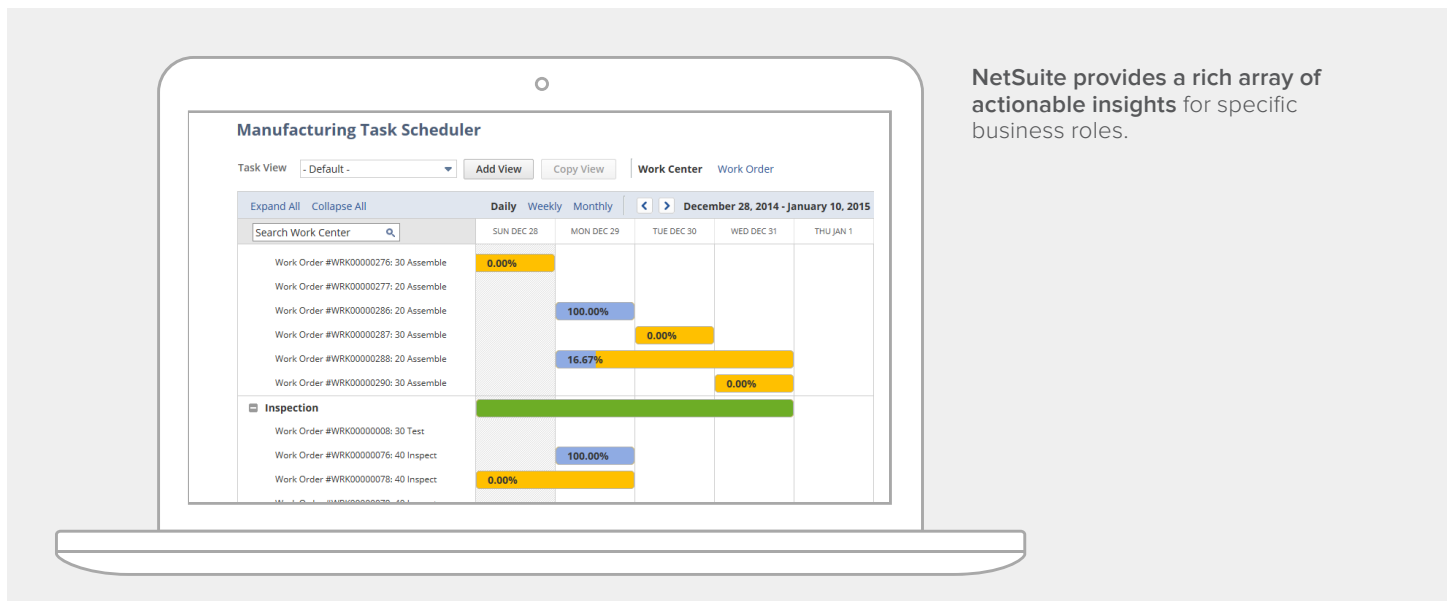 NetSuite provides a rich array of
actionable insights for specific
business roles.
Manufacturing Task Scheduler
Task View - Default - Add View Copy View Work Center Work Order
Expand All Collapse All Daily Weekly Monthly < > December 28, 2014 - January 10, 2015
Search Work Center SUN DEC 28 MON DEC 29 TUE DEC 30 WED DEC 31 THU JAN 1
Work Order #WRK00000276: 30 Assemble 0.00%
Work Order #WRK00000277: 20 Assemble
Work Order #WRK00000286: 20 Assemble 100.00%
Work Order #WRK00000287: 30 Assemble 0.00%
Work Order #WRK00000288: 20 Assemble 16.67%
Work Order #WRK00000290: 30 Assemble 0.00%
Inspection
Work Order #WRK00000008: 30 Test
Work Order #WRK00000076: 40 Inspect 100.00%
Work Order #WRK00000078: 40 Inspect 0.00%